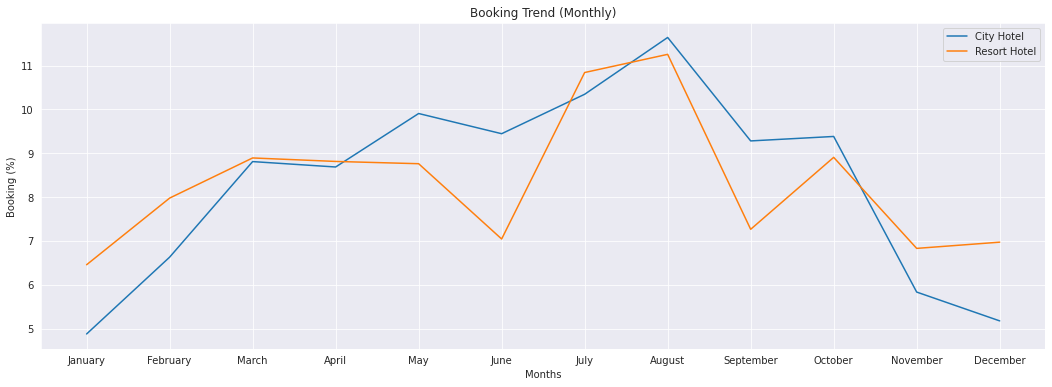 Booking Trend (Monthly)
City Hotel
Resort Hotel
Booking (%)
11
10
9
8
7
6
5
January February March April May June July August September October November December
Months